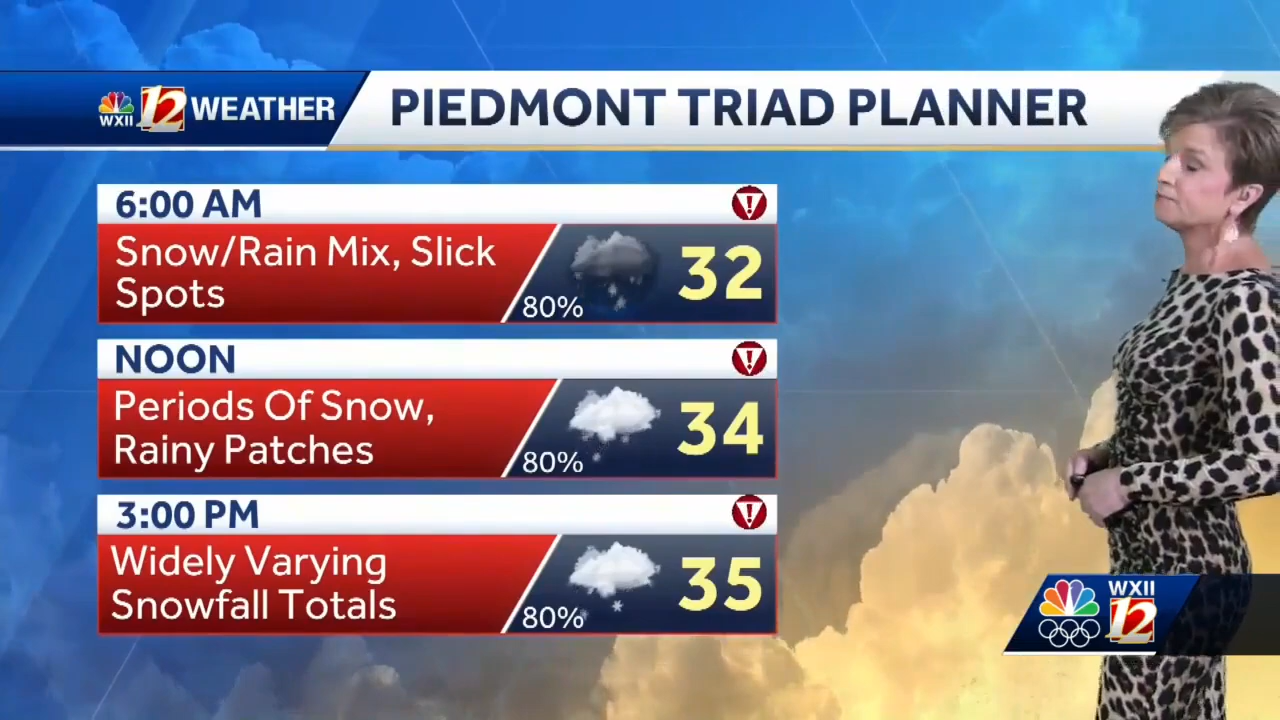 WXII 12 WEATHER
PIEDMONT TRIAD PLANNER
6:00 AM
Snow/Rain Mix, Slick
Spots
80%
32
NOON
Periods Of Snow,
Rainy Patches
80%
34
3:00 PM
Widely Varying
Snowfall Totals
80%
35
WXII
12